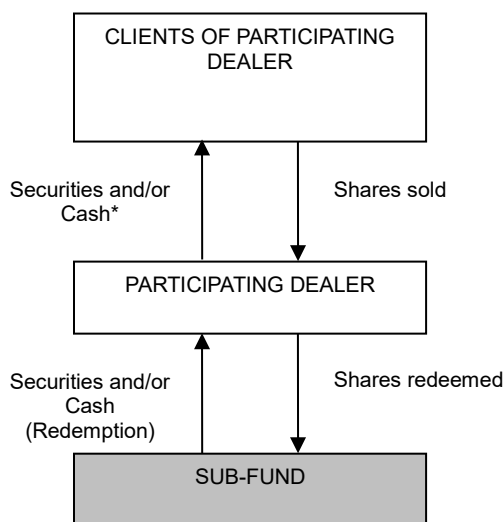 CLIENTS OF PARTICIPATING
DEALER
Securities and/or
Cash*
Shares sold
PARTICIPATING DEALER
Securities and/or
Cash
(Redemption)
Shares redeemed
SUB-FUND